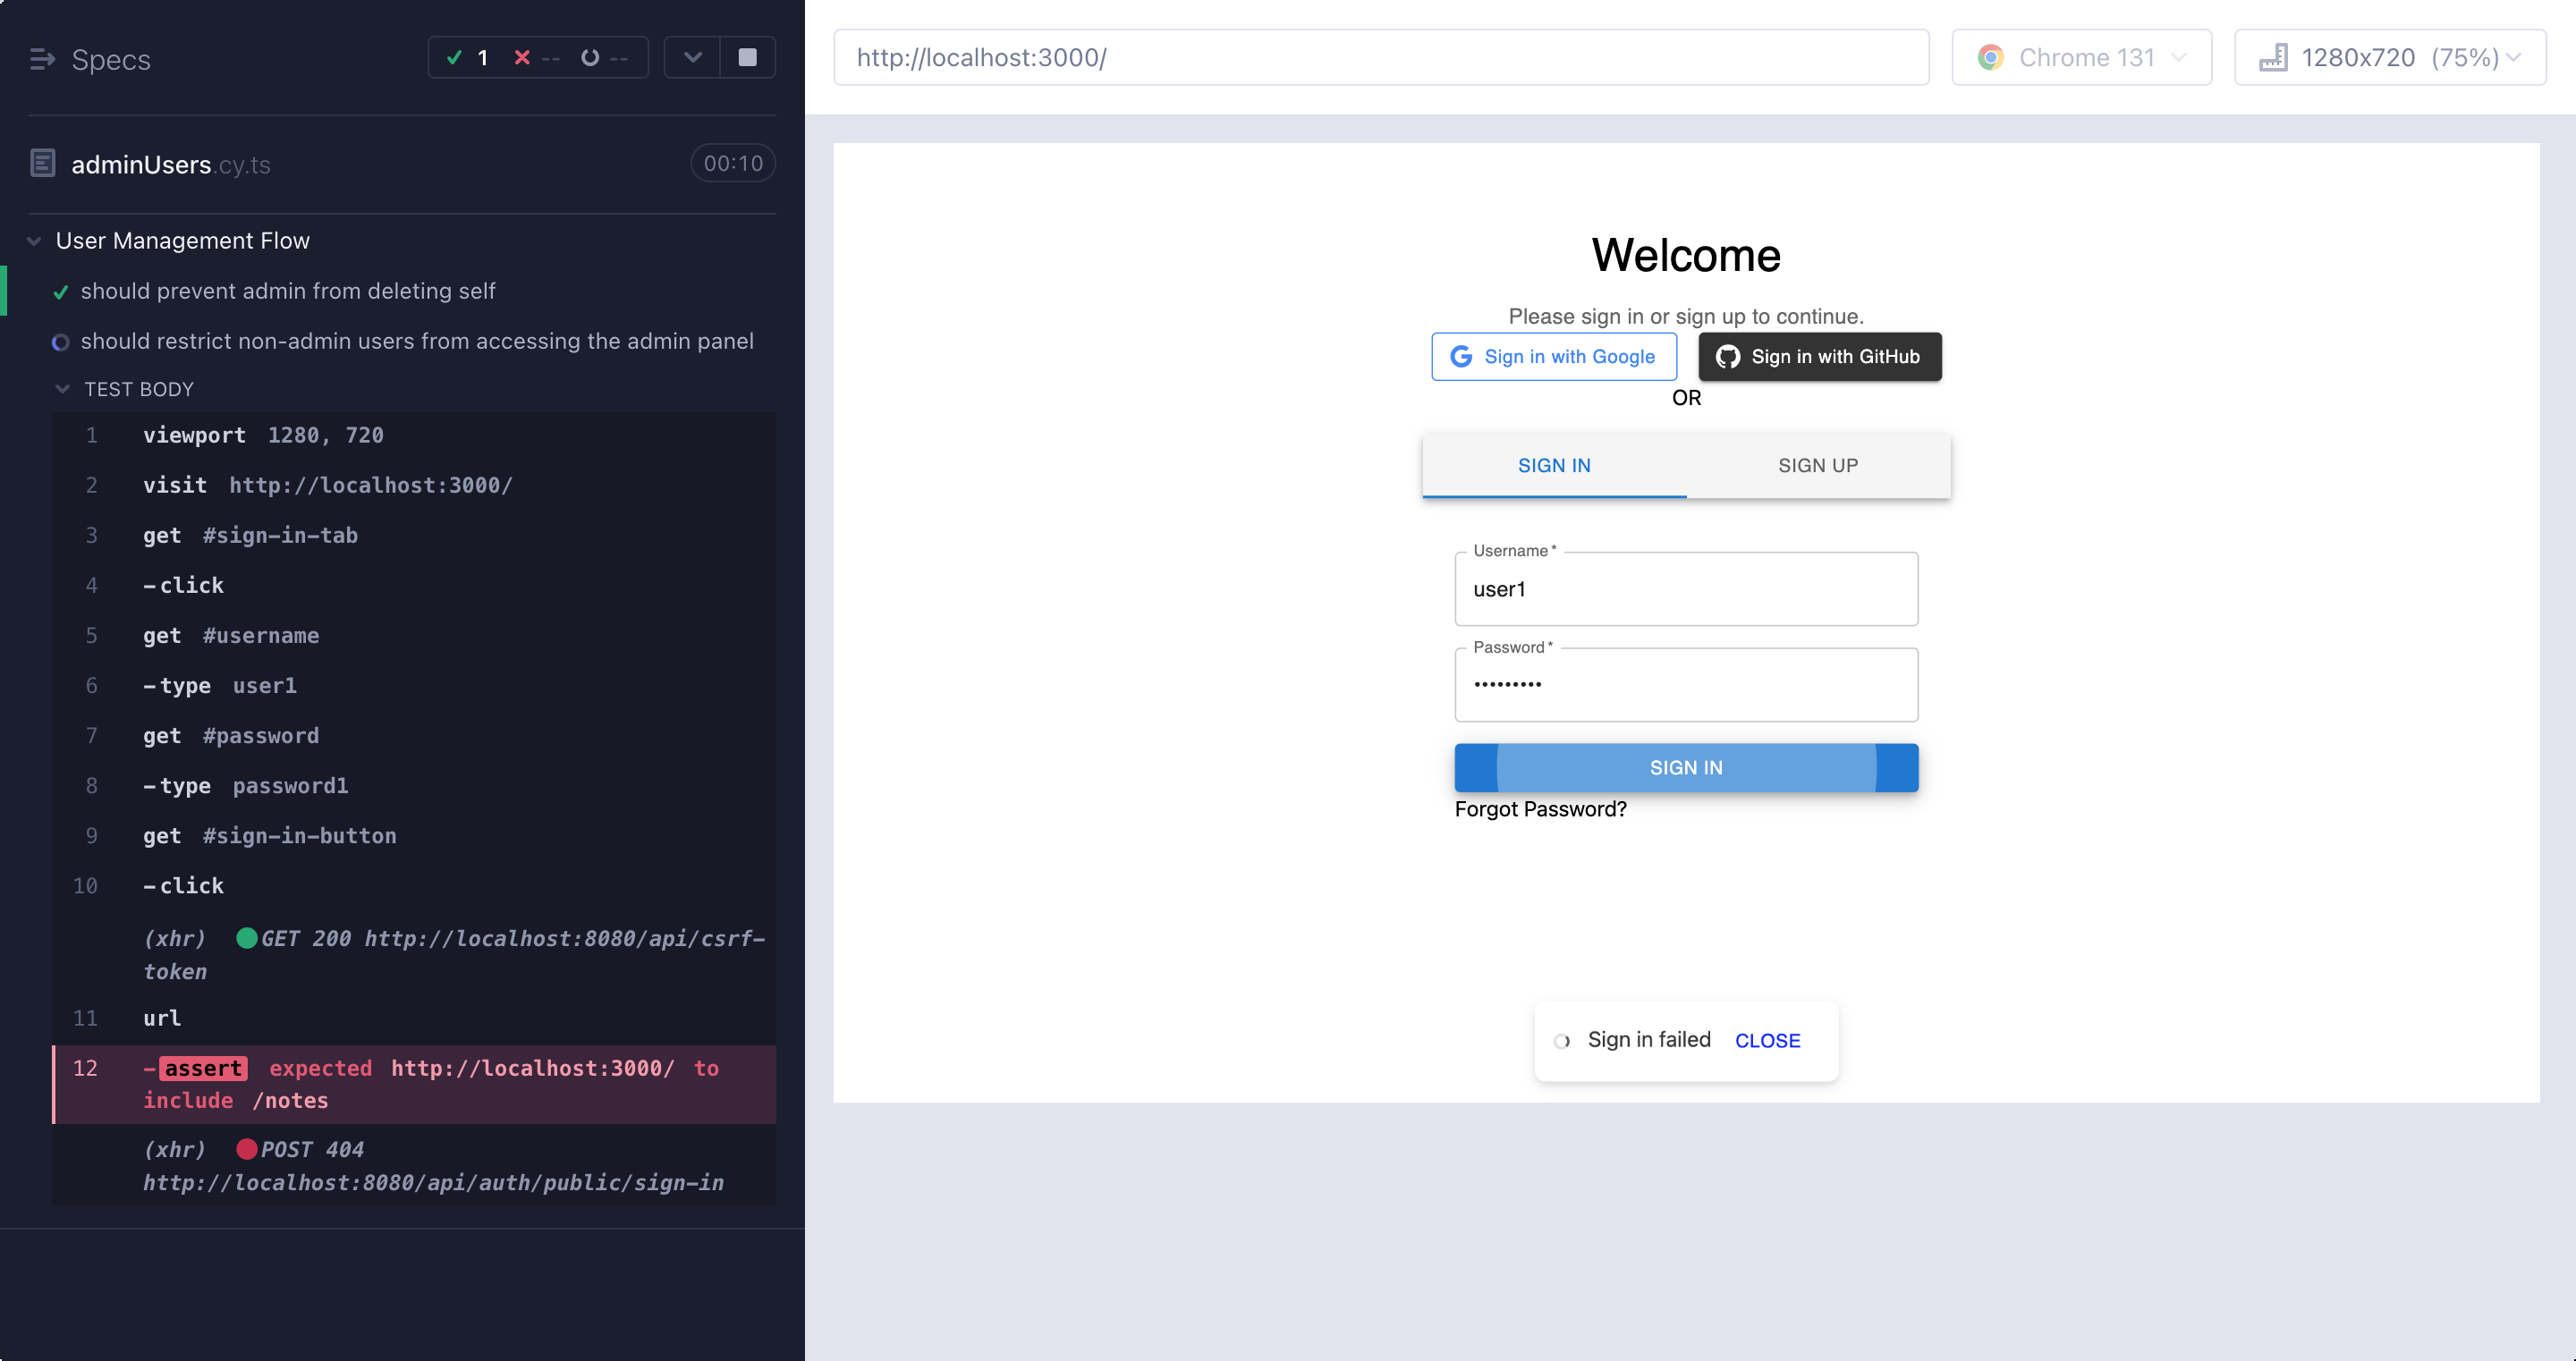 Specs
1 -- --
adminUsers.cy.ts
00:10
User Management Flow
should prevent admin from deleting self
should restrict non-admin users from accessing the admin panel
TEST BODY
1 viewport 1280, 720
2 visit http://localhost:3000/
3 get #sign-in-tab
4 -click
5 get #username
6 -type user1
7 get #password
8 -type password1
9 get #sign-in-button
10 -click
(xhr) GET 200 http://localhost:8080/api/csrf-
token
11 url
12 -assert expected http://localhost:3000/ to
include /notes
(xhr) POST 404
http://localhost:8080/api/auth/public/sign-in
http://localhost:3000/
Chrome 131
1280x720 (75%)
Welcome
Please sign in or sign up to continue.
Sign in with Google
Sign in with GitHub
OR
SIGN IN
SIGN UP
Username *
user1
Password *
•••••••••
SIGN IN
Forgot Password?
Sign in failed CLOSE